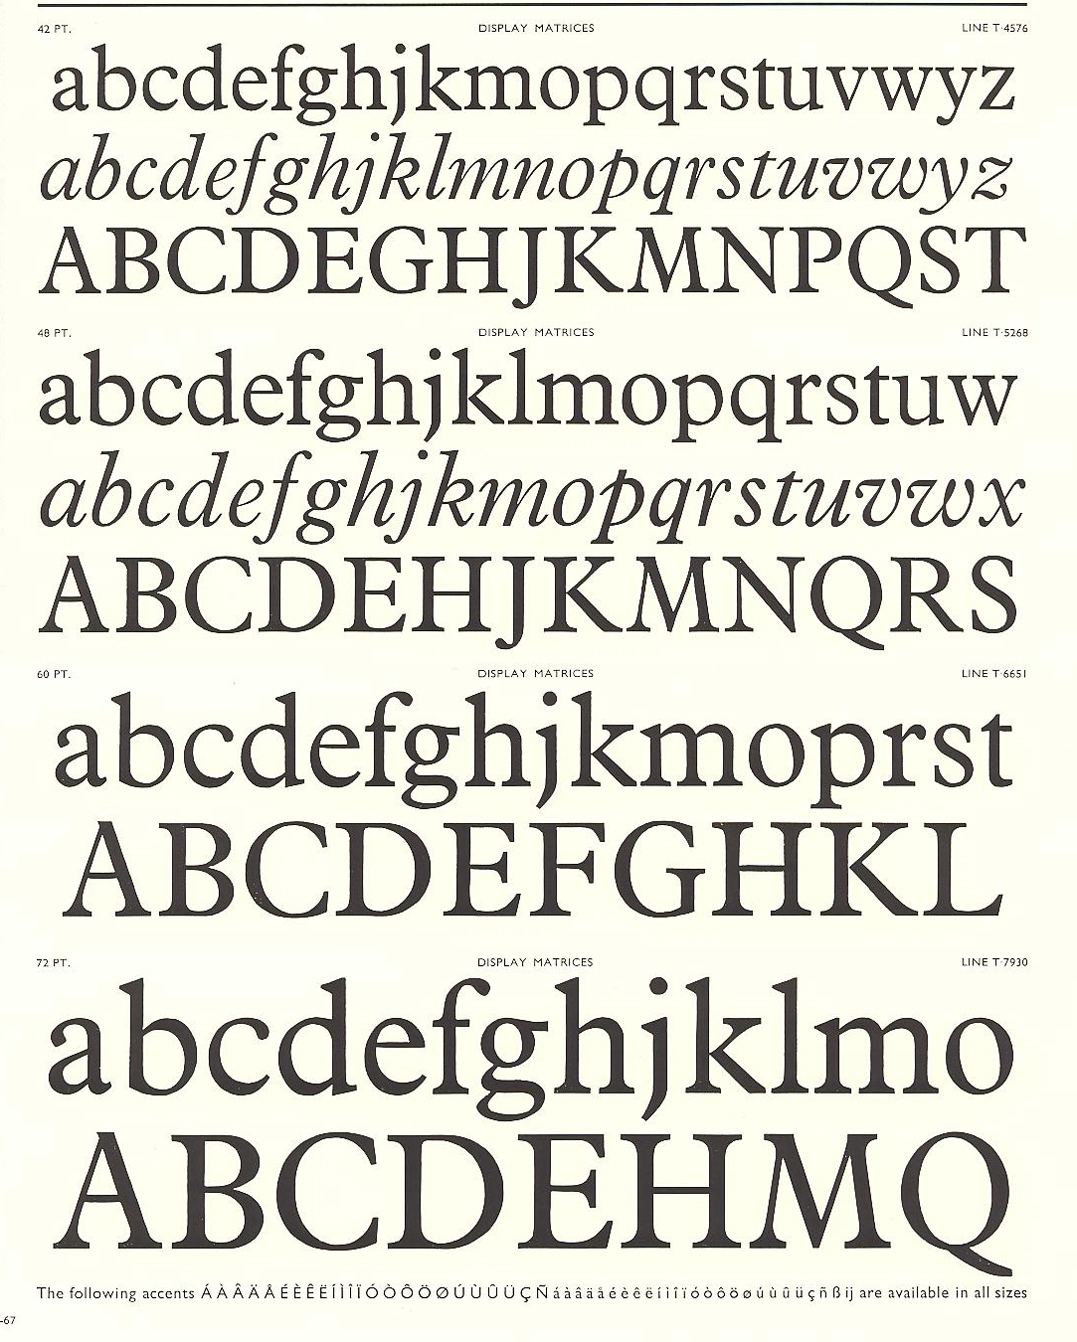 42 PT. DISPLAY MATRICES LINE T·4576
abcdefghjkmopqrstuvwyz
abcdefghjklmnopqrstuvwyz
ABCDEGHJKMNPQST
48 PT. DISPLAY MATRICES LINE T·5268
abcdefghjklmopqrstuw
abcdefghjkmopqrstuvwx
ABCDEHJKMNQRS
60 PT. DISPLAY MATRICES LINE T·6651
abcdefghjkmoprst
ABCDEFGHKL
72 PT. DISPLAY MATRICES LINE T·7930
abcdefghjklmo
ABCDEHMQ
The following accents ÁÀÂÄÅÉÈÊËÍÌÎÏÓÒÔÖØÚÙÛÜÇÑáàâäåéèêëíìîïóòôöøúùûüçñßij are available in all sizes
-67